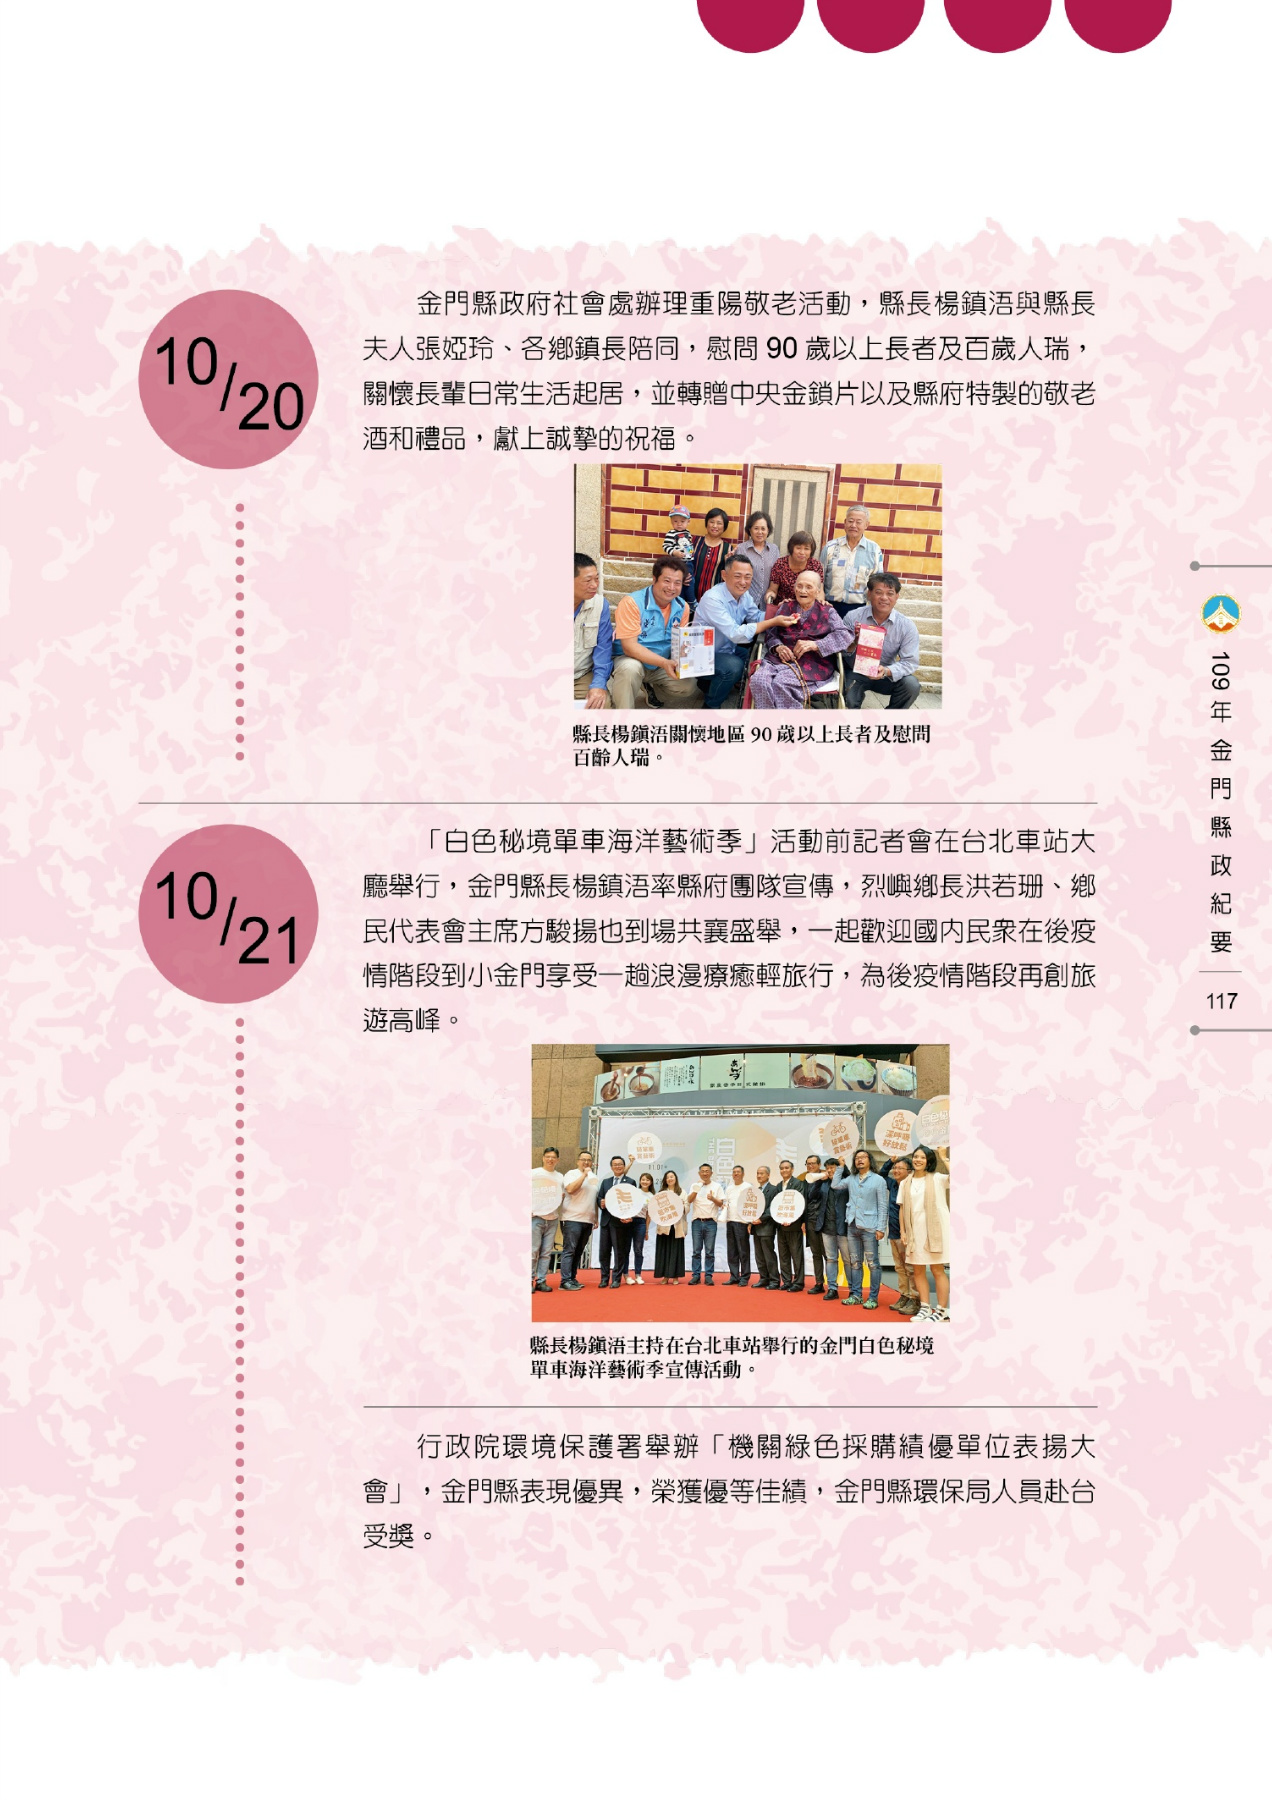 10/20
金門縣政府社會處辦理重陽敬老活動，縣長楊鎮浯與縣長
夫人張婭玲、各鄉鎮長陪同，慰問 90 歲以上長者及百歲人瑞，
關懷長輩日常生活起居，並轉贈中央金鎖片以及縣府特製的敬老
酒和禮品，獻上誠摯的祝福。
縣長楊鎮浯關懷地區 90 歲以上長者及慰問
百齡人瑞。
10/21
「白色秘境單車海洋藝術季」活動前記者會在台北車站大
廳舉行，金門縣長楊鎮浯率縣府團隊宣傳，烈嶼鄉長洪若珊、鄉
民代表會主席方駿揚也到場共襄盛舉，一起歡迎國內民眾在後疫
情階段到小金門享受一趟浪漫療癒輕旅行，為後疫情階段再創旅
遊高峰。
縣長楊鎮浯主持在台北車站舉行的金門白色秘境
單車海洋藝術季宣傳活動。
行政院環境保護署舉辦「機關綠色採購績優單位表揚大
會」，金門縣表現優異，榮獲優等佳績，金門縣環保局人員赴台
受獎。
109年金門縣政紀要
117